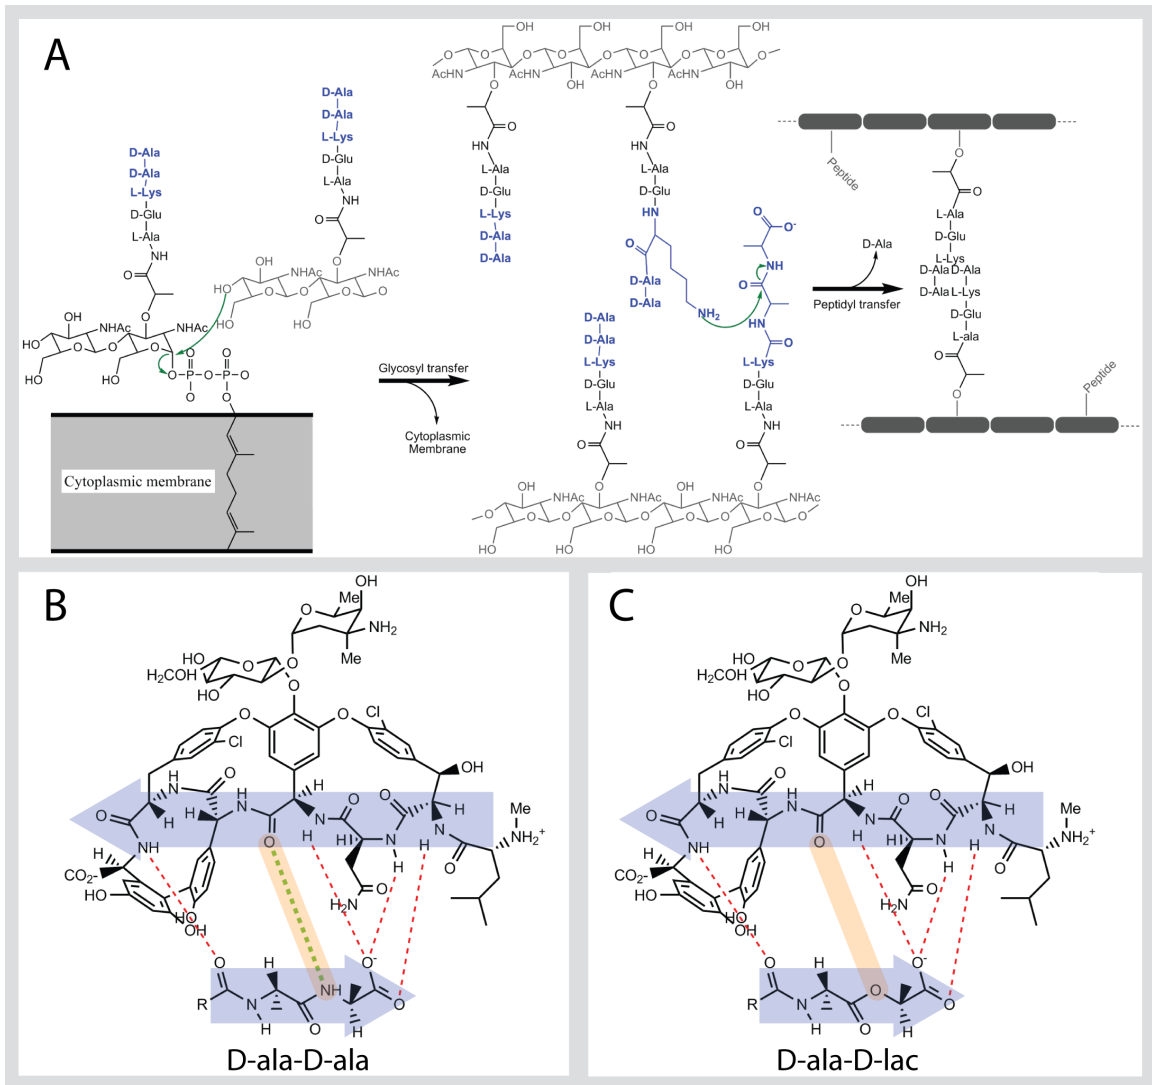 A
D-Ala
D-Ala
L-Lys
D-Glu
L-Ala
NH
O
D-Ala
D-Ala
L-Lys
D-Glu
L-Ala
NH
O
OH
NHAc
O
NHAc
HO
O
O
O
O
HO
HO
OH
NHAc
O
NHAc
HO
O
O
O
HO
HO
O
O
P
O
P
O
O
O
O
Cytoplasmic membrane
Glycosyl transfer
Cytoplasmic
Membrane
OH
OH
OH
OH
O
O
O
O
O
O
O
O
O
AcHN
AcHN
AcHN
AcHN
O
OH
O
OH
O
HN
L-Ala
D-Glu
L-Lys
D-Ala
D-Ala
O
HN
L-Ala
D-Glu
HN
O
D-Ala
D-Ala
NH2
O
O-
NH
O
HN
O
L-Lys
D-Glu
L-Ala
NH
O
D-Ala
D-Ala
L-Lys
D-Glu
L-Ala
NH
O
OH
NHAc
O
NHAc
OH
NHAc
O
NHAc
O
O
O
O
O
O
O
O
O
HO
HO
HO
HO
D-Ala
Peptidyl transfer
Peptide
O
O
L-Ala
D-Glu
L-Lys
D-Ala
D-Ala
D-Ala
L-Lys
D-Glu
L-ala
O
O
Peptide
B
OH
Me
O
NH2
O
Me
HO
O
O
H2COH
HO
O
O
O
Cl
Cl
OH
H
N
O
H
N
O
H
O
O
H
N
Me
O
H
H
H
N
H
H
N
N
N
H2+
NH
O
H
H
O
H
CO2-
HO
HO
OH
O
H2N
O
H
O-
R
N
H
O
NH
H
O
D-ala-D-ala
C
OH
Me
O
NH2
O
Me
HO
O
O
H2COH
HO
O
O
O
Cl
Cl
OH
H
N
O
H
N
O
H
O
O
H
N
Me
O
H
H
H
N
H
H
N
N
N
H2+
NH
O
H
H
O
H
CO2-
HO
HO
OH
O
H2N
O
H
O-
R
N
H
O
O
H
O
D-ala-D-lac